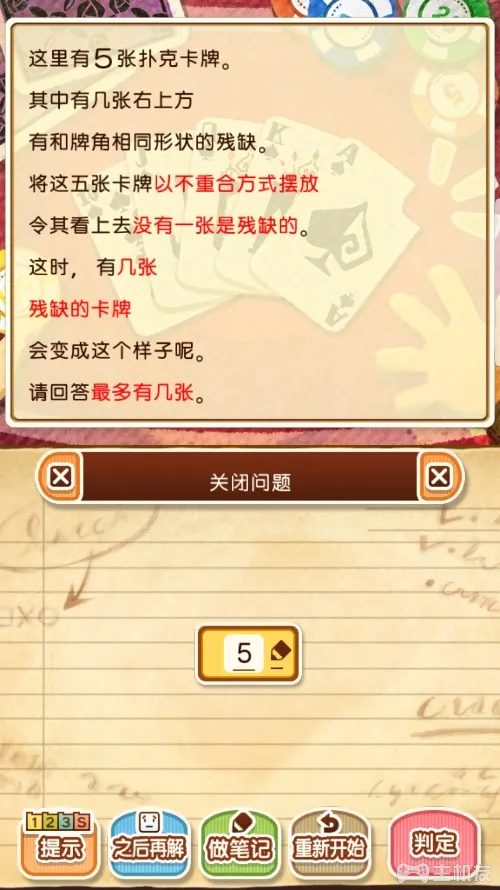 这里有5张扑克卡牌。
其中有几张右上方
有和牌角相同形状的残缺。
将这五张卡牌以不重合方式摆放
令其看上去没有一张是残缺的。
这时， 有几张
残缺的卡牌
会变成这个样子呢。
请回答最多有几张。
关闭问题
5
123S
提示
之后再解
做笔记
重新开始
判定
主机友